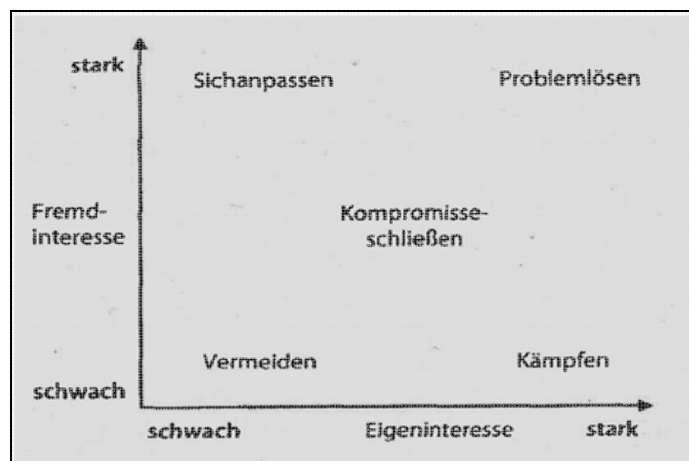 stark
Sichanpassen
Problemlösen
Fremd-
interesse
Kompromisse-
schließen
Vermeiden
Kämpfen
schwach
schwach
Eigeninteresse
stark